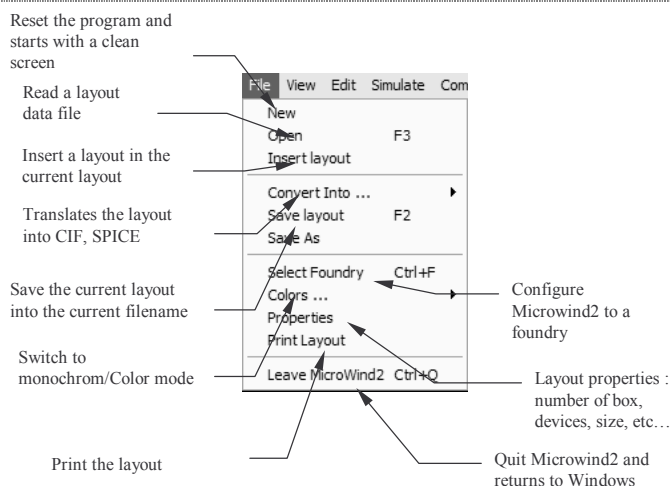 Reset the program and
starts with a clean
screen
Read a layout
data file
Insert a layout in the
current layout
Translates the layout
into CIF, SPICE
Save the current layout
into the current filename
Switch to
monochrom/Color mode
Print the layout
File View Edit Simulate Com
New
Open F3
Insert layout
Convert Into ...
Save layout F2
Save As
Select Foundry Ctrl+F
Colors ...
Properties
Print Layout
Leave MicroWind2 Ctrl+Q
Configure
Microwind2 to a
foundry
Layout properties :
number of box,
devices, size, etc…
Quit Microwind2 and
returns to Windows